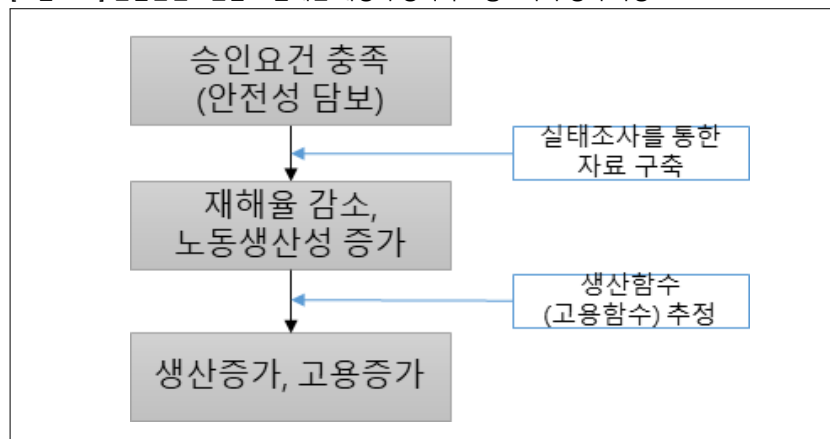 승인요건 충족
(안전성 담보)
실태조사를 통한
자료 구축
재해율 감소,
노동생산성 증가
생산함수
(고용함수) 추정
생산증가, 고용증가